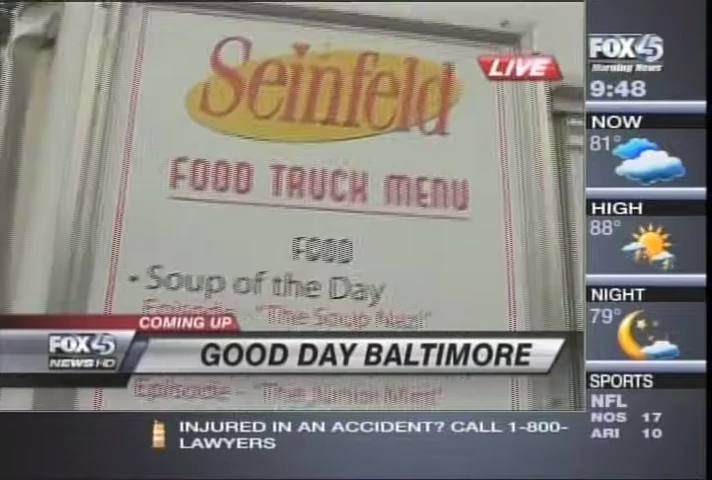 Seinfeld
FOOD TRUCK MENU
FOOD
• Soup of the Day
Episode - "The Soup Nazi"
Episode - "The Junior Mint"
LIVE
COMING UP
FOX 45
NEWS HD
GOOD DAY BALTIMORE
INJURED IN AN ACCIDENT? CALL 1-800-
LAWYERS
FOX 45
Morning News
9:48
NOW
81°
HIGH
88°
NIGHT
79°
SPORTS
NFL
NOS 17
ARI 10